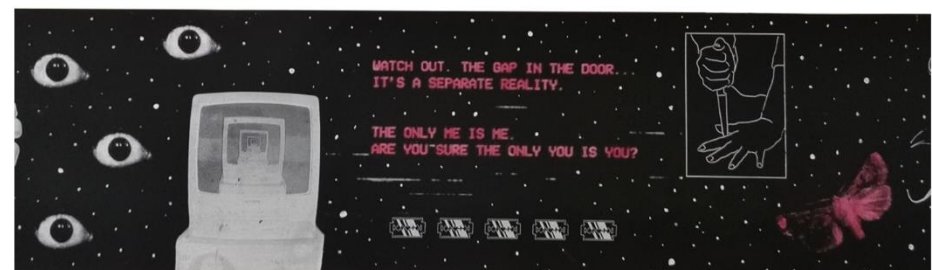 WATCH OUT. THE GAP IN THE DOOR...
IT'S A SEPARATE REALITY.
THE ONLY ME IS ME.
ARE YOU SURE THE ONLY YOU IS YOU?